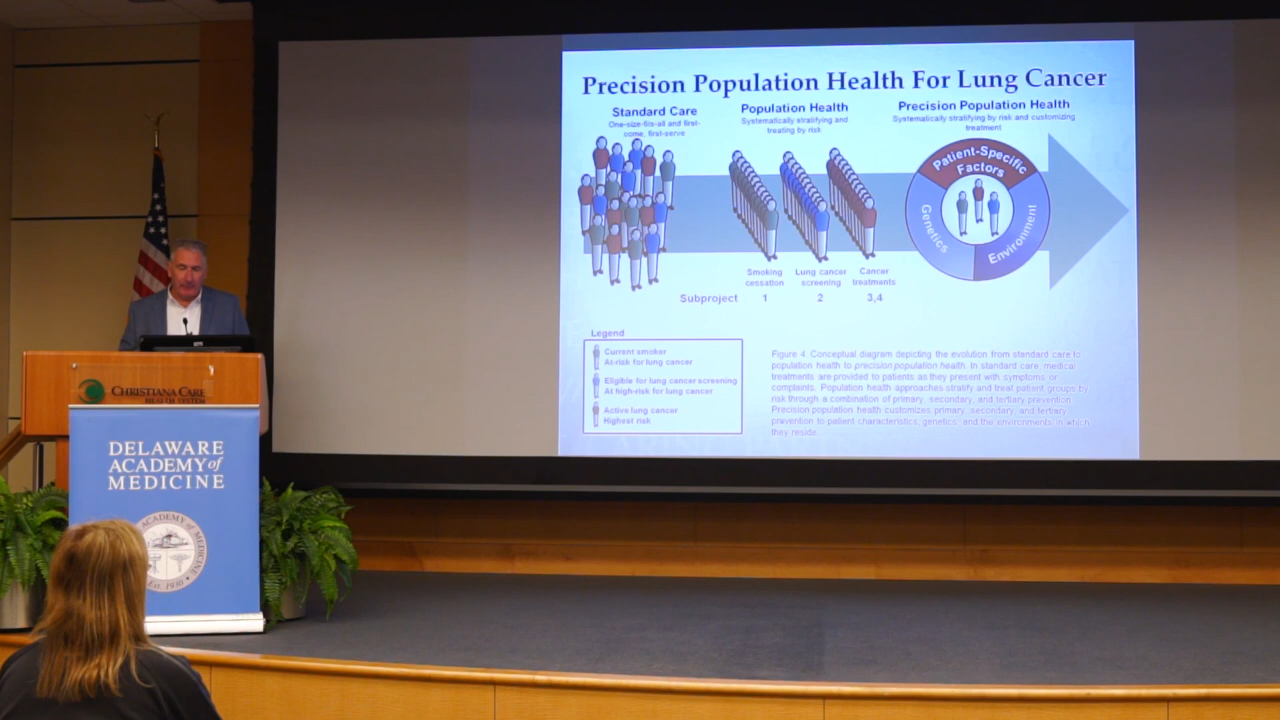 Precision Population Health For Lung Cancer
Standard Care
One-size-fits-all and first-
come, first-serve
Population Health
Systematically stratifying and
treating by risk
Precision Population Health
Systematically stratifying by risk and customizing
treatment
Patient-Specific
Factors
Genetics
Environment
Smoking
cessation
Lung cancer
screening
Cancer
treatments
Subproject 1 2 3,4
Legend
Current smoker
At-risk for lung cancer
Eligible for lung cancer screening
At high-risk for lung cancer
Active lung cancer
Highest risk
Figure 4. Conceptual diagram depicting the evolution from standard care to
population health to precision population health. In standard care, medical
treatments are provided to patients as they present with symptoms or
complaints. Population health approaches stratify and treat patient groups by
risk through a combination of primary, secondary, and tertiary prevention.
Precision population health customizes primary, secondary, and tertiary
prevention to patient characteristics, genetics, and the environments in which
they reside.
CHRISTIANA CARE
HEALTH SYSTEM
DELAWARE
ACADEMY of
MEDICINE
ACADEMY of MEDICINE
Est. 1930